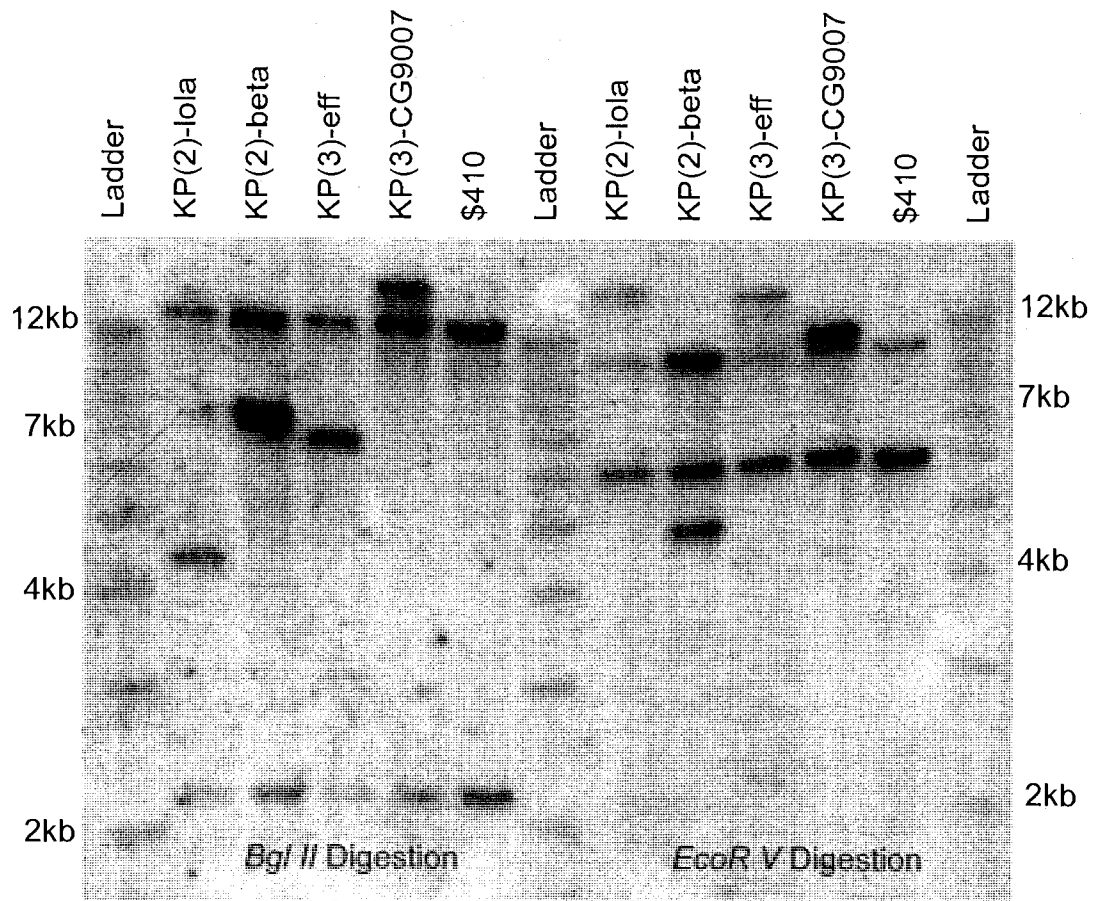 Ladder
KP(2)-lola
KP(2)-beta
KP(3)-eff
KP(3)-CG9007
$410
Ladder
KP(2)-lola
KP(2)-beta
KP(3)-eff
KP(3)-CG9007
$410
Ladder
12kb
7kb
4kb
2kb
12kb
7kb
4kb
2kb
Bgl II Digestion
EcoR V Digestion